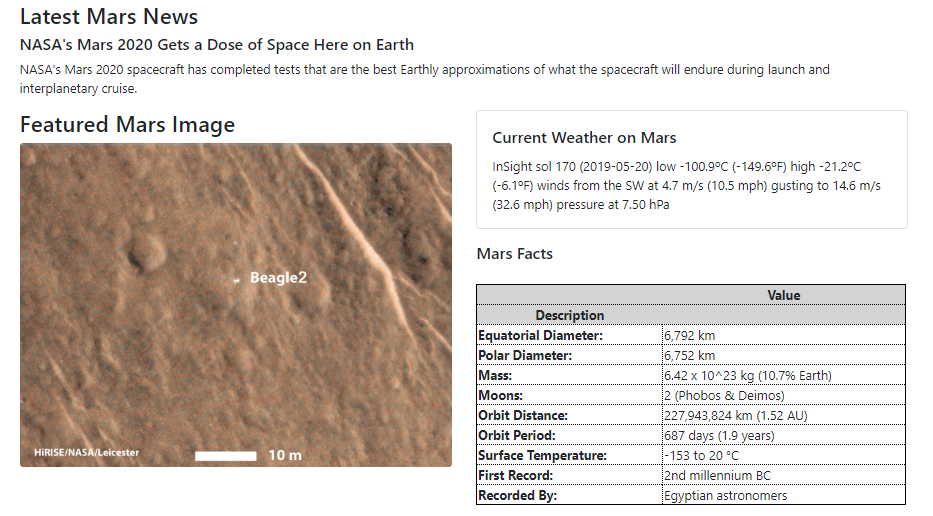 Latest Mars News
NASA's Mars 2020 Gets a Dose of Space Here on Earth
NASA's Mars 2020 spacecraft has completed tests that are the best Earthly approximations of what the spacecraft will endure during launch and
interplanetary cruise.
Featured Mars Image
Beagle2
HiRISE/NASA/Leicester
10 m
Current Weather on Mars
InSight sol 170 (2019-05-20) low -100.9ºC (-149.6ºF) high -21.2ºC
(-6.1ºF) winds from the SW at 4.7 m/s (10.5 mph) gusting to 14.6 m/s
(32.6 mph) pressure at 7.50 hPa
Mars Facts
Value
Description
Equatorial Diameter: 6,792 km
Polar Diameter: 6,752 km
Mass: 6.42 x 10^23 kg (10.7% Earth)
Moons: 2 (Phobos & Deimos)
Orbit Distance: 227,943,824 km (1.52 AU)
Orbit Period: 687 days (1.9 years)
Surface Temperature: -153 to 20 °C
First Record: 2nd millennium BC
Recorded By: Egyptian astronomers